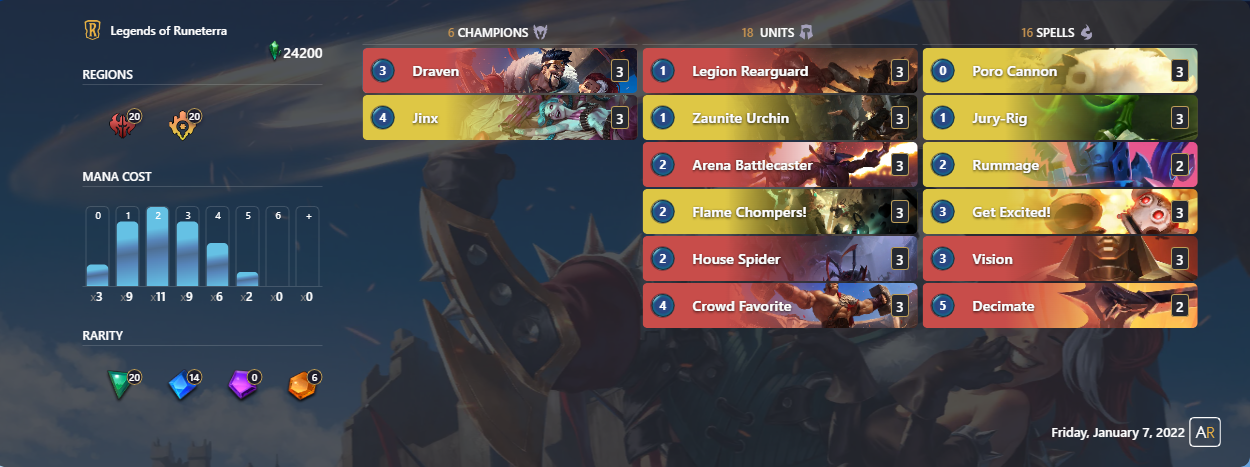 Legends of Runeterra
24200
REGIONS
20 20
MANA COST
0 1 2 3 4 5 6 +
x3 x9 x11 x9 x6 x2 x0 x0
RARITY
20 14 0 6
6 CHAMPIONS
3 Draven 3
4 Jinx 3
18 UNITS
1 Legion Rearguard 3
1 Zaunite Urchin 3
2 Arena Battlecaster 3
2 Flame Chompers! 3
2 House Spider 3
4 Crowd Favorite 3
16 SPELLS
0 Poro Cannon 3
1 Jury-Rig 3
2 Rummage 2
3 Get Excited! 3
3 Vision 3
5 Decimate 2
Friday, January 7, 2022 AR